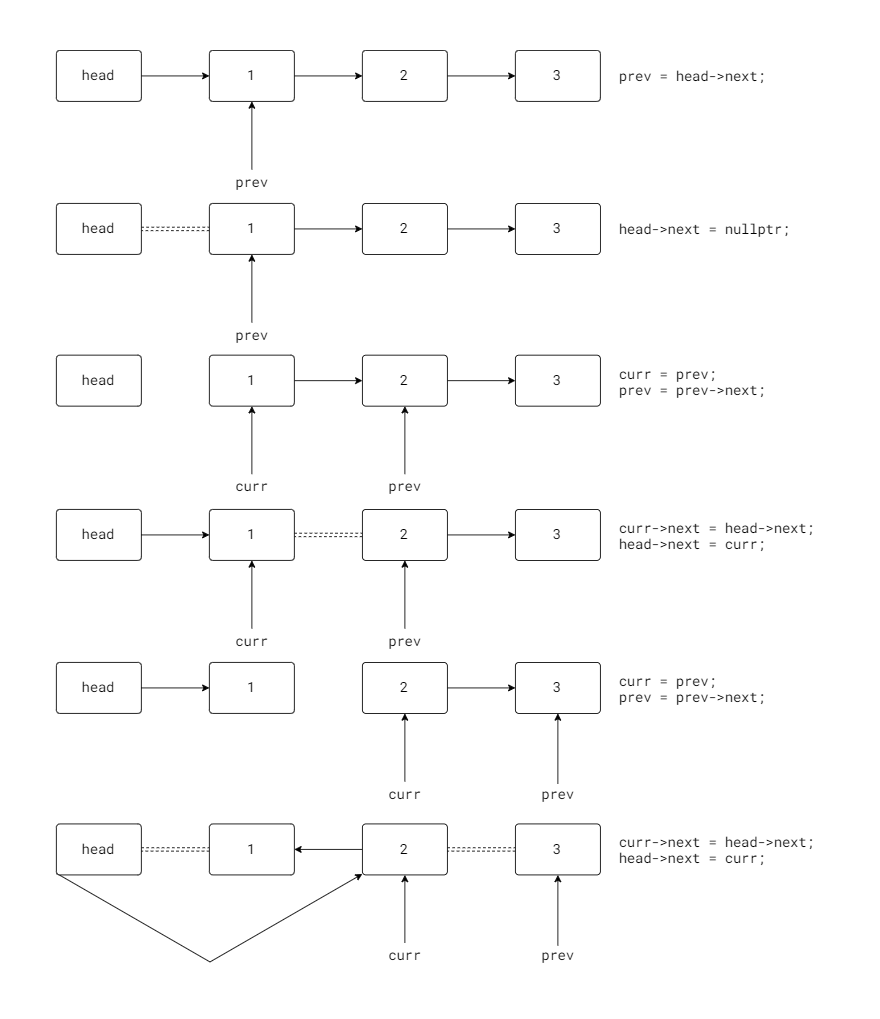 head 1 2 3 prev = head->next;
prev
head 1 2 3 head->next = nullptr;
prev
head 1 2 3 curr = prev;
prev = prev->next;
curr prev
head 1 2 3 curr->next = head->next;
head->next = curr;
curr prev
head 1 2 3 curr = prev;
prev = prev->next;
curr prev
head 1 2 3 curr->next = head->next;
head->next = curr;
curr prev